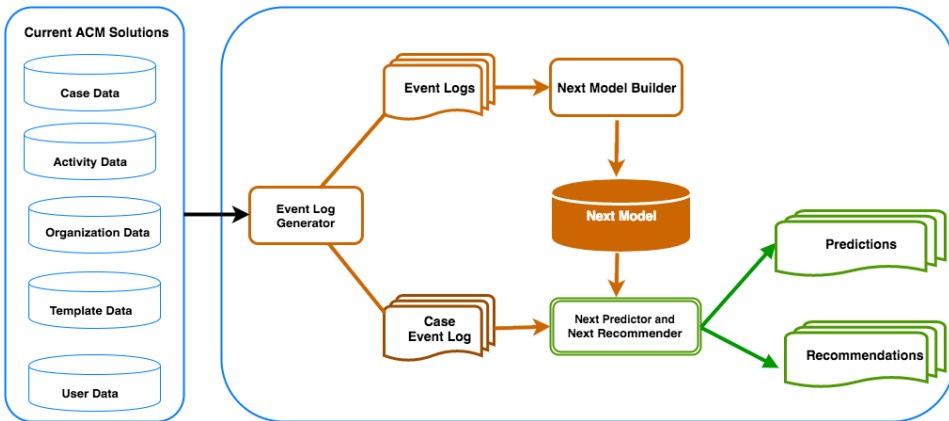 Current ACM Solutions
Case Data
Activity Data
Organization Data
Template Data
User Data
Event Log
Generator
Event Logs
Next Model Builder
Next Model
Case
Event Log
Next Predictor and
Next Recommender
Predictions
Recommendations